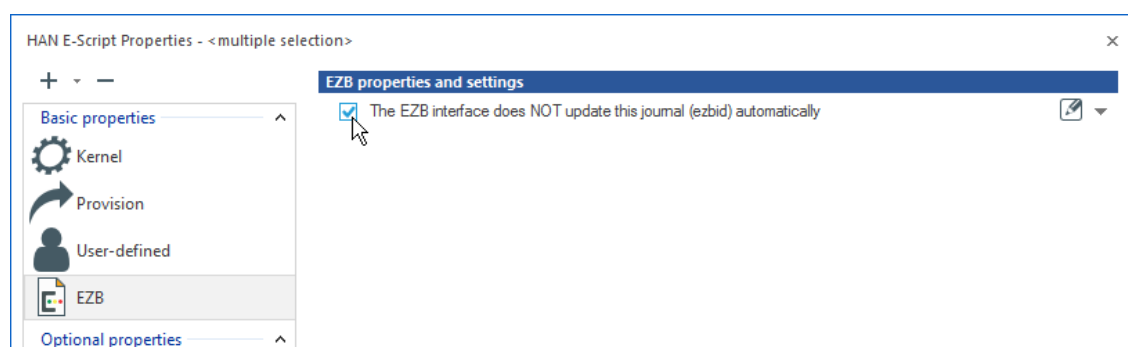 HAN E-Script Properties - <multiple selection>
EZB properties and settings
Basic properties
The EZB interface does NOT update this journal (ezbid) automatically
Kernel
Provision
User-defined
EZB
Optional properties